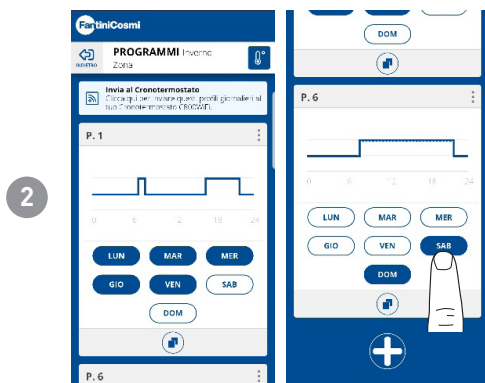 2
FantiniCosmi
INDIETRO
PROGRAMMI Inverno
Zona
Invia al Cronotermostato
Clicca qui per inviare questi profili giornalieri al
tuo Cronotermostato C800WiFi.
P. 1
0 6 12 18 24
LUN MAR MER
GIO VEN SAB
DOM
P. 6
DOM
P. 6
0 6 12 18 24
LUN MAR MER
GIO VEN SAB
DOM